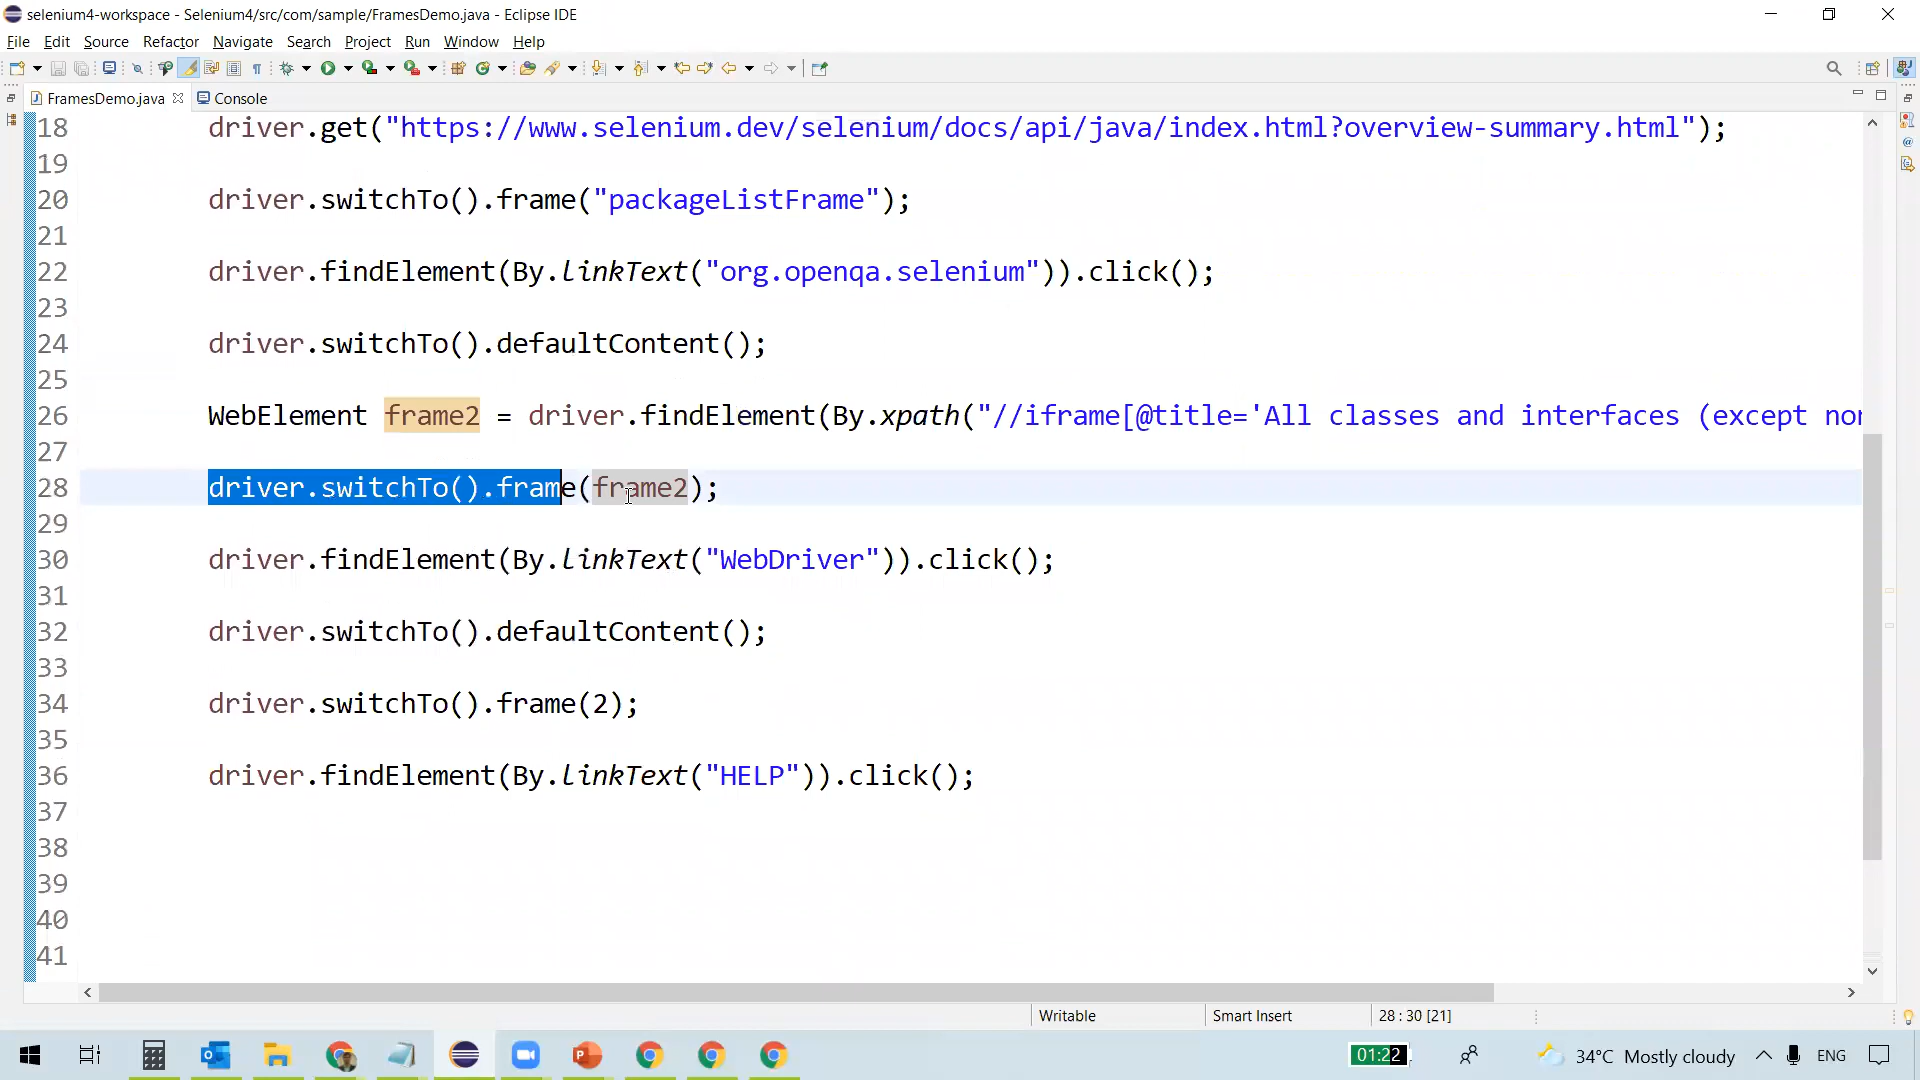 selenium4-workspace - Selenium4/src/com/sample/FramesDemo.java - Eclipse IDE
File Edit Source Refactor Navigate Search Project Run Window Help
FramesDemo.java Console
18 driver.get("https://www.selenium.dev/selenium/docs/api/java/index.html?overview-summary.html");
19
20 driver.switchTo().frame("packageListFrame");
21
22 driver.findElement(By.linkText("org.openqa.selenium")).click();
23
24 driver.switchTo().defaultContent();
25
26 WebElement frame2 = driver.findElement(By.xpath("//iframe[@title='All classes and interfaces (except non
27
28 driver.switchTo().frame(frame2);
29
30 driver.findElement(By.linkText("WebDriver")).click();
31
32 driver.switchTo().defaultContent();
33
34 driver.switchTo().frame(2);
35
36 driver.findElement(By.linkText("HELP")).click();
37
38
39
40
41
Writable Smart Insert 28 : 30 [21]
01:22 34°C Mostly cloudy ENG